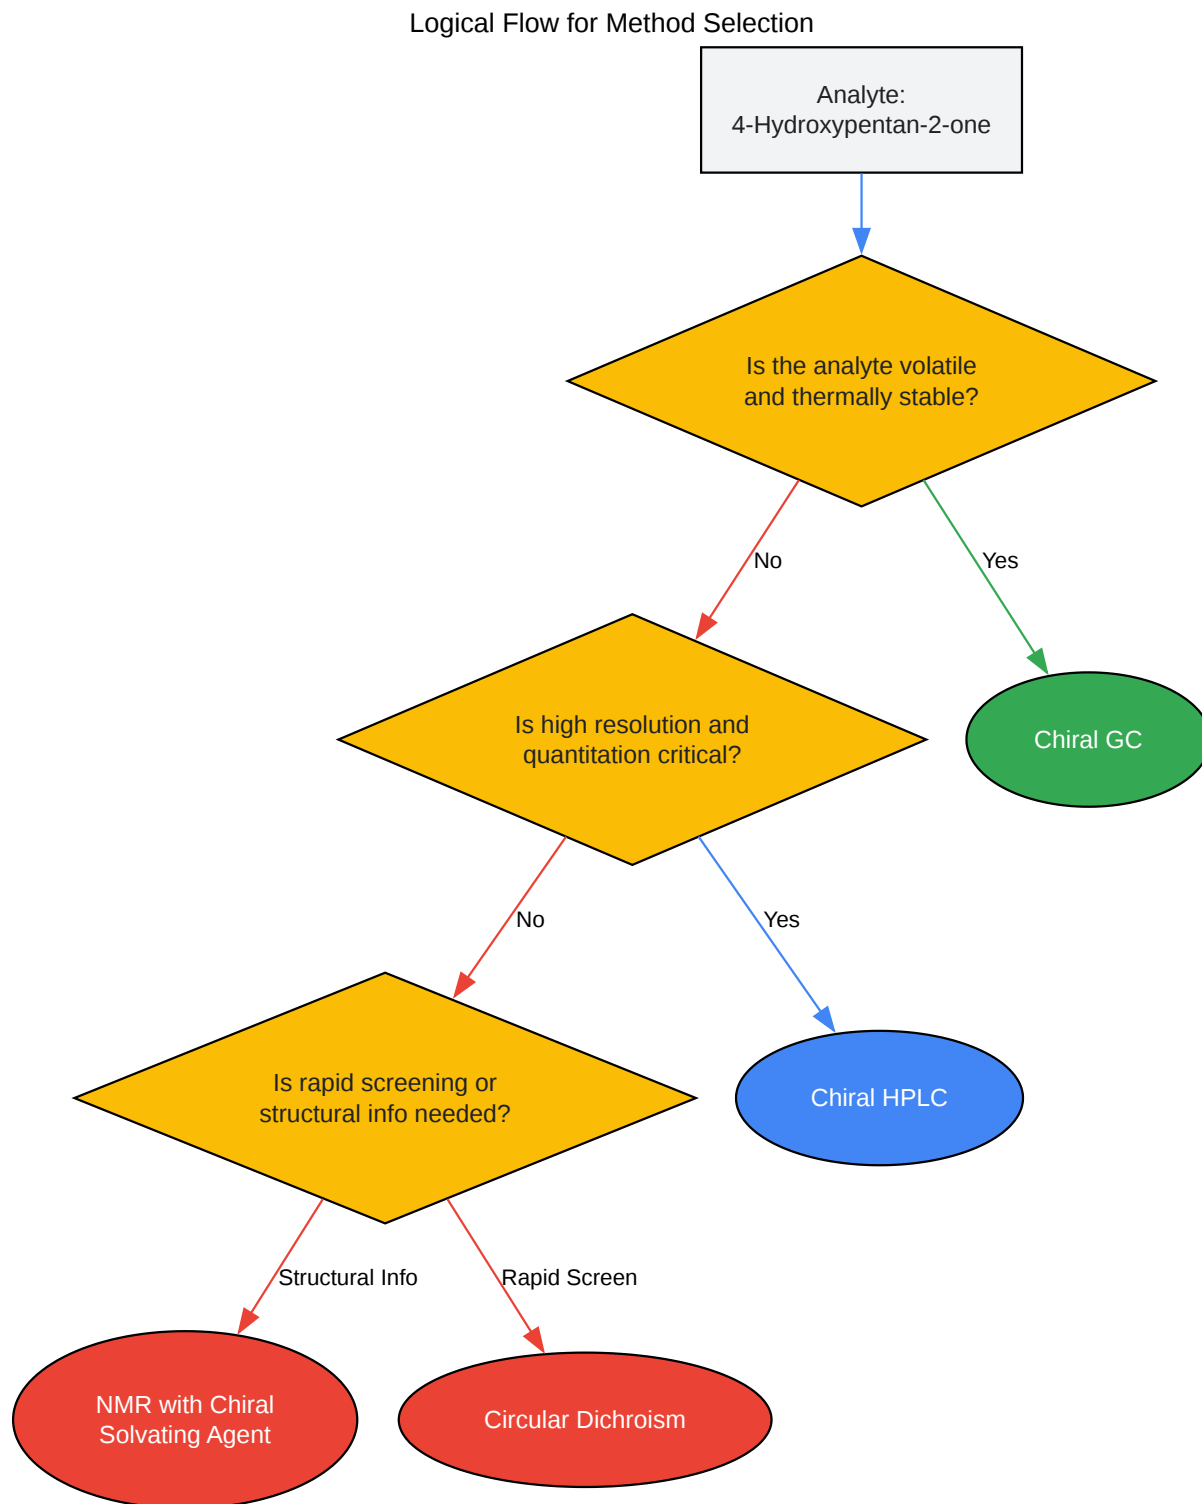 Logical Flow for Method Selection
Analyte:
4-Hydroxypentan-2-one
Is the analyte volatile
and thermally stable?
No
Yes
Is high resolution and
quantitation critical?
Chiral GC
No
Yes
Is rapid screening or
structural info needed?
Chiral HPLC
Structural Info
Rapid Screen
NMR with Chiral
Solvating Agent
Circular Dichroism